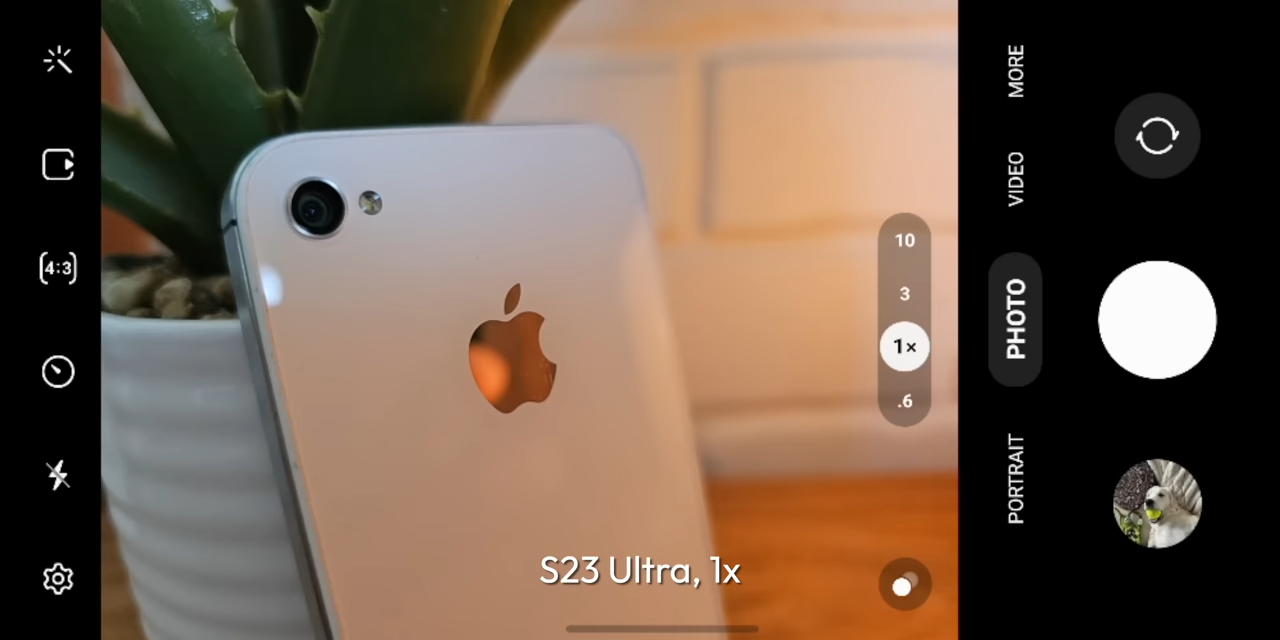 4:3
10
3
1×
.6
MORE
VIDEO
PHOTO
PORTRAIT
S23 Ultra, 1x